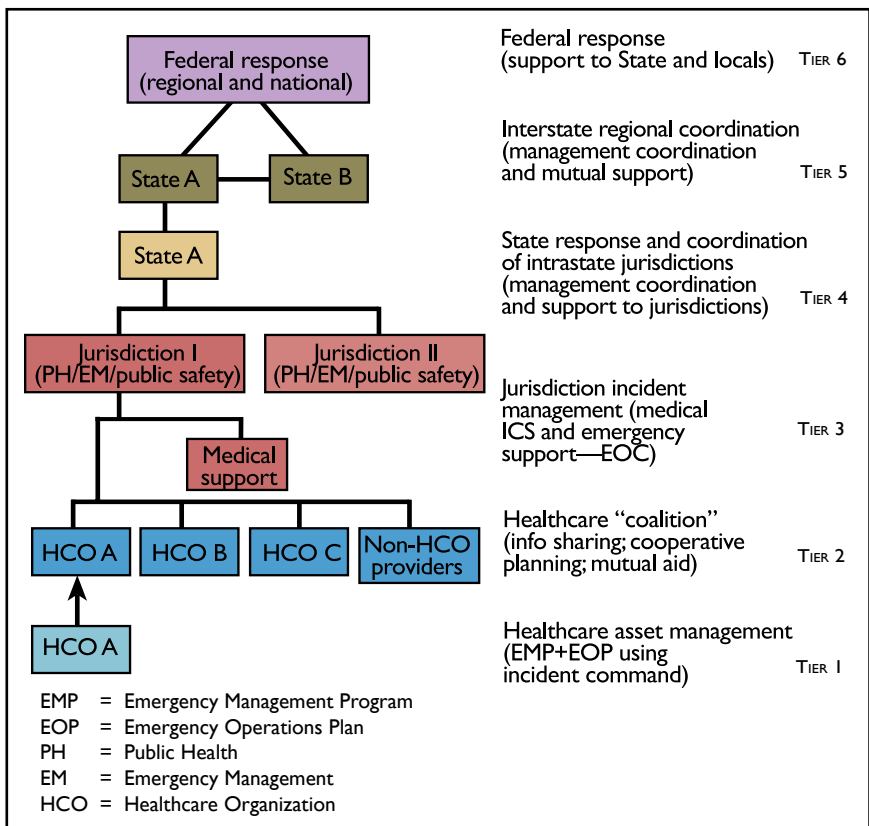 Federal response
(regional and national)
Federal response
(support to State and locals) TIER 6
State A
State B
Interstate regional coordination
(management coordination
and mutual support) TIER 5
State A
State response and coordination
of intrastate jurisdictions
(management coordination
and support to jurisdictions) TIER 4
Jurisdiction I
(PH/EM/public safety)
Jurisdiction II
(PH/EM/public safety)
Medical
support
Jurisdiction incident
management (medical
ICS and emergency
support—EOC) TIER 3
HCO A
HCO B
HCO C
Non-HCO
providers
Healthcare “coalition”
(info sharing; cooperative
planning; mutual aid) TIER 2
HCO A
Healthcare asset management
(EMP+EOP using
incident command) TIER 1
EMP = Emergency Management Program
EOP = Emergency Operations Plan
PH = Public Health
EM = Emergency Management
HCO = Healthcare Organization